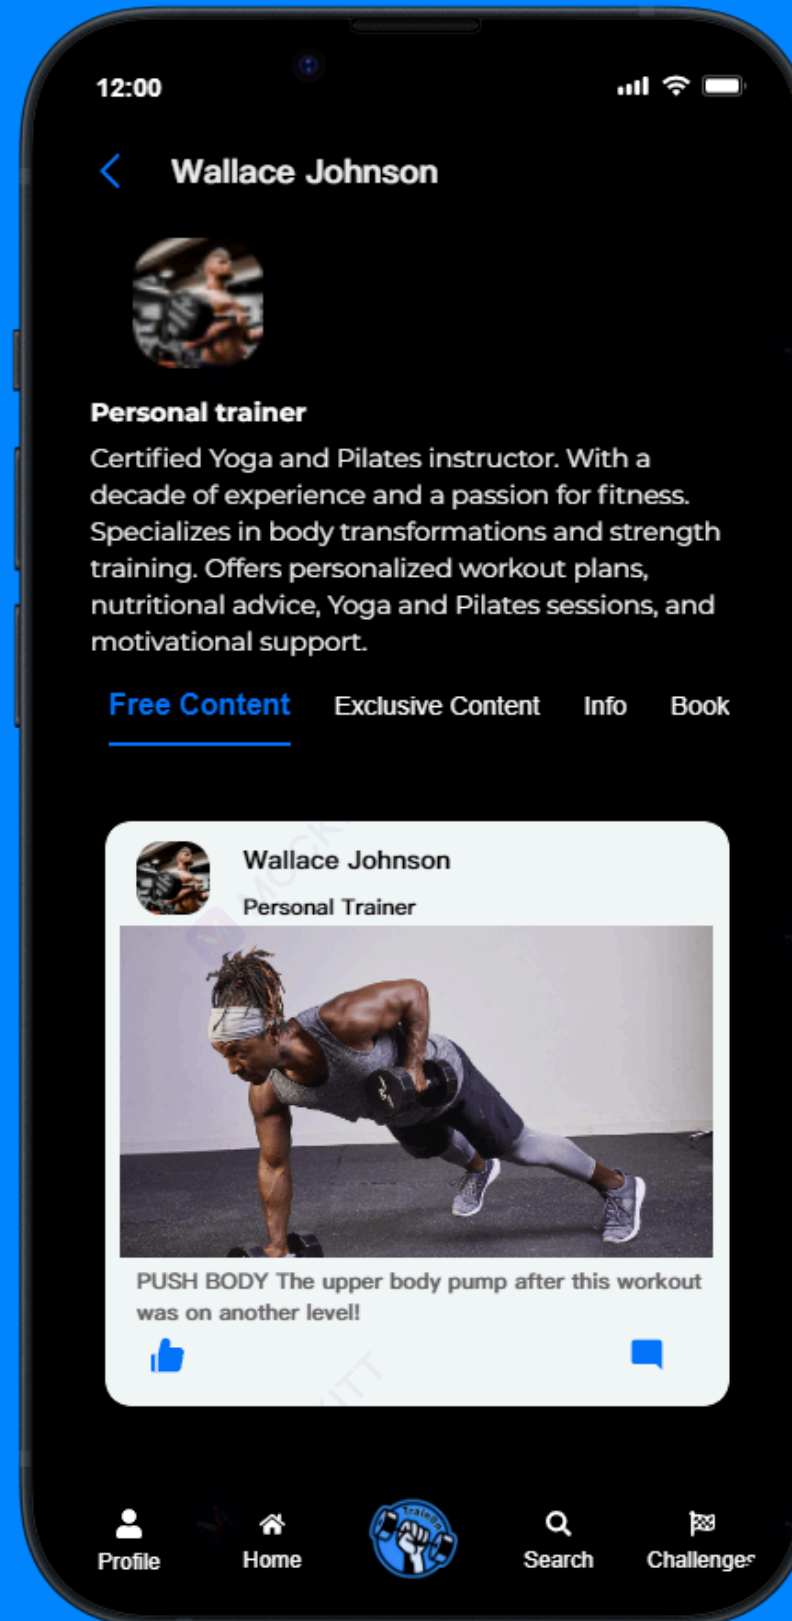 12:00
Wallace Johnson
Personal trainer
Certified Yoga and Pilates instructor. With a
decade of experience and a passion for fitness.
Specializes in body transformations and strength
training. Offers personalized workout plans,
nutritional advice, Yoga and Pilates sessions, and
motivational support.
Free Content Exclusive Content Info Book
Wallace Johnson
Personal Trainer
PUSH BODY The upper body pump after this workout
was on another level!
TrainOn
Profile Home Search Challenges